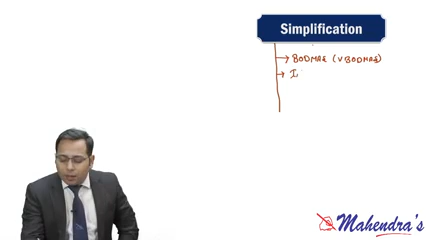 Simplification
→ BODMAS (VBODMAS)
→ I
Mahendra's